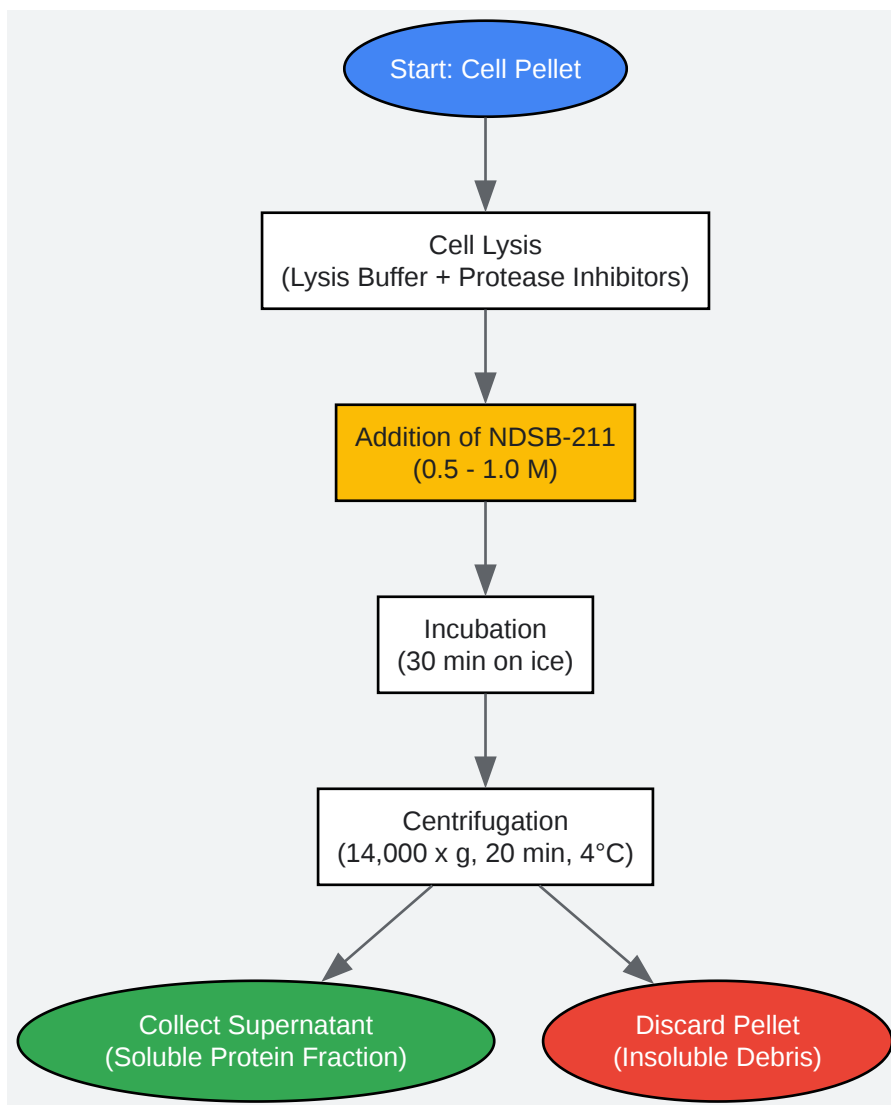 Start: Cell Pellet
Cell Lysis
(Lysis Buffer + Protease Inhibitors)
Addition of NDSB-211
(0.5 - 1.0 M)
Incubation
(30 min on ice)
Centrifugation
(14,000 x g, 20 min, 4°C)
Collect Supernatant
(Soluble Protein Fraction)
Discard Pellet
(Insoluble Debris)